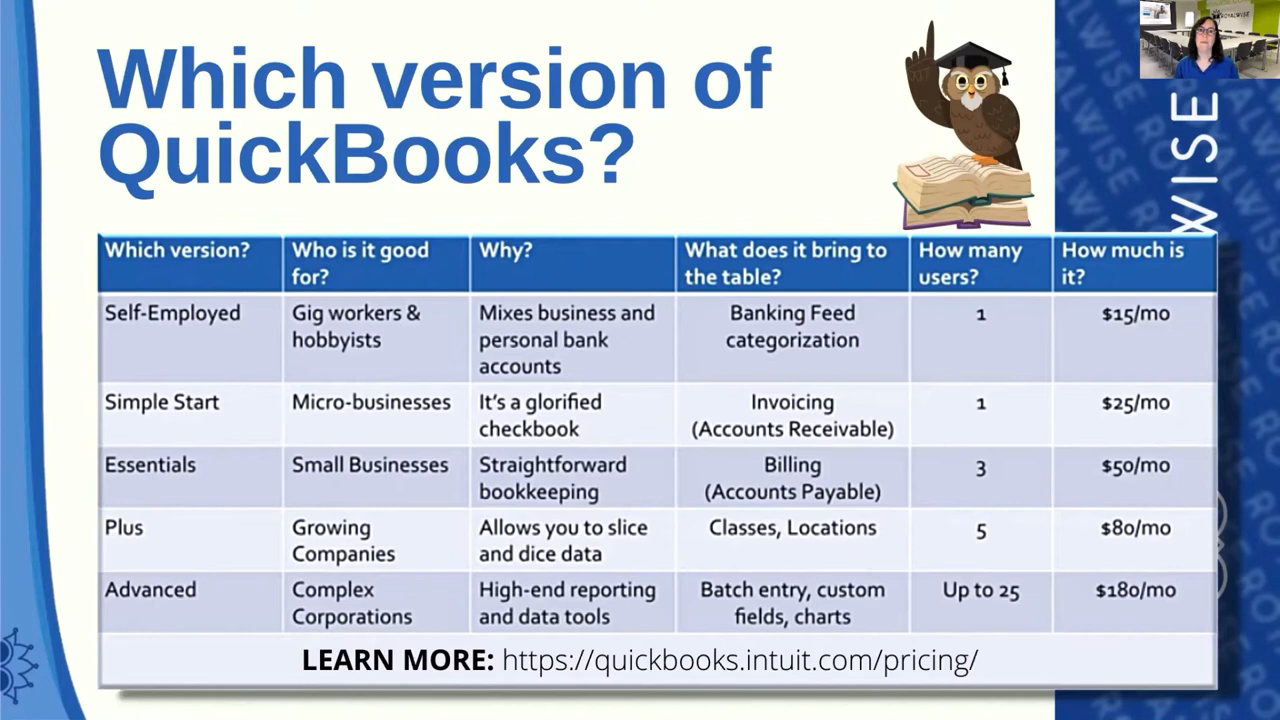 Which version of
QuickBooks?
ROYALWISE
WISE
Which version?
Who is it good
for?
Why?
What does it bring to
the table?
How many
users?
How much is
it?
Self-Employed
Gig workers &
hobbyists
Mixes business and
personal bank
accounts
Banking Feed
categorization
1
$15/mo
Simple Start
Micro-businesses
It's a glorified
checkbook
Invoicing
(Accounts Receivable)
1
$25/mo
Essentials
Small Businesses
Straightforward
bookkeeping
Billing
(Accounts Payable)
3
$50/mo
Plus
Growing
Companies
Allows you to slice
and dice data
Classes, Locations
5
$80/mo
Advanced
Complex
Corporations
High-end reporting
and data tools
Batch entry, custom
fields, charts
Up to 25
$180/mo
LEARN MORE: https://quickbooks.intuit.com/pricing/